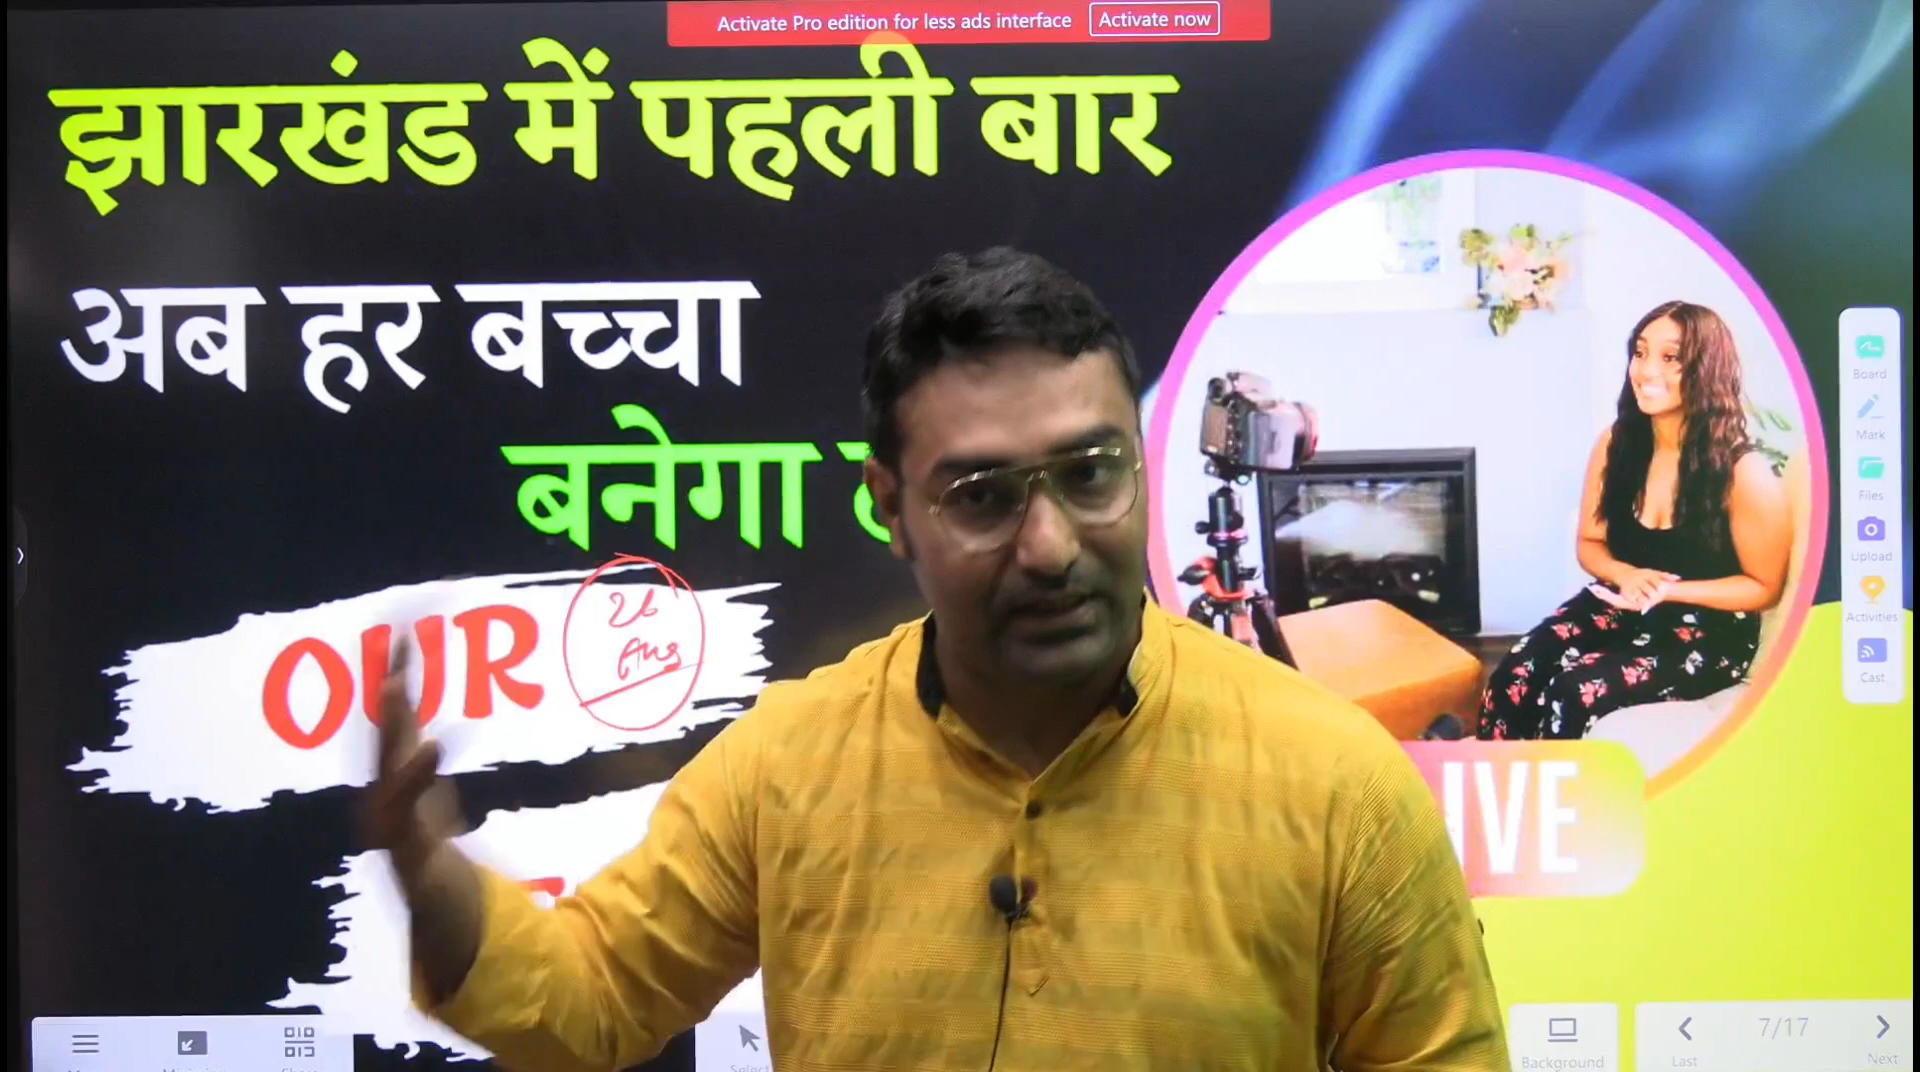 Activate Pro edition for less ads interface Activate now
झारखंड में पहली बार
अब हर बच्चा
बनेगा
OUR
26
Aug
IVE
Board
Mark
Files
Upload
Activities
Cast
Background
Last
7/17
Next